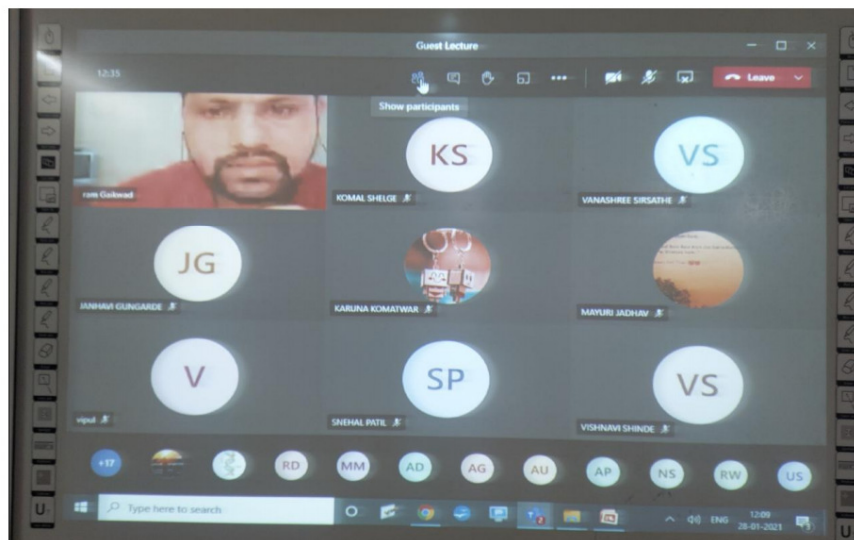 Guest Lecture
12:35
Leave
Show participants
ram Gaikwad
KS
KOMAL SHELGE
VS
VANASHREE SIRSATHE
JG
JANHAVI GUNGARDE
KARUNA KOMATWAR
MAYURI JADHAV
V
vipul
SP
SNEHAL PATIL
VS
VISHNAVI SHINDE
+17
RD
MM
AD
AG
AU
AP
NS
RW
US
Type here to search
ENG
12:09
28-01-2021
U
U